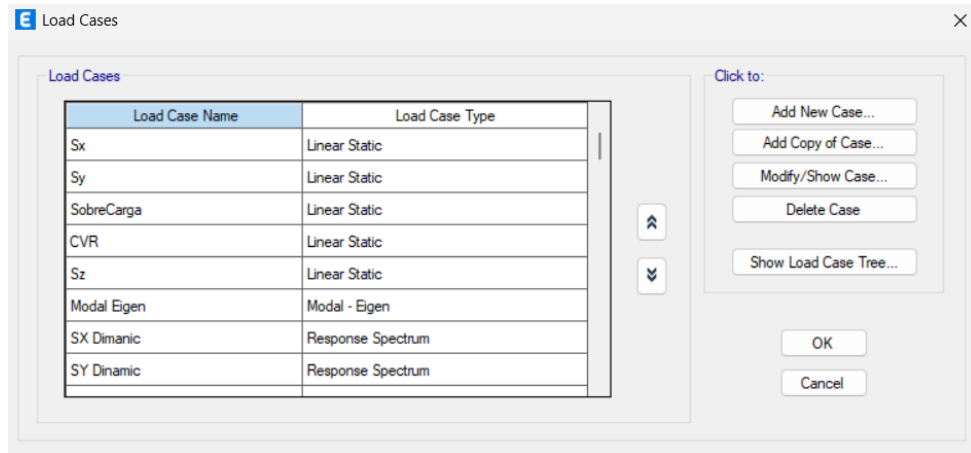 E Load Cases
Load Cases
Load Case Name Load Case Type
Sx Linear Static
Sy Linear Static
SobreCarga Linear Static
CVR Linear Static
Sz Linear Static
Modal Eigen Modal - Eigen
SX Dimanic Response Spectrum
SY Dinamic Response Spectrum
Click to:
Add New Case...
Add Copy of Case...
Modify/Show Case...
Delete Case
Show Load Case Tree...
OK
Cancel